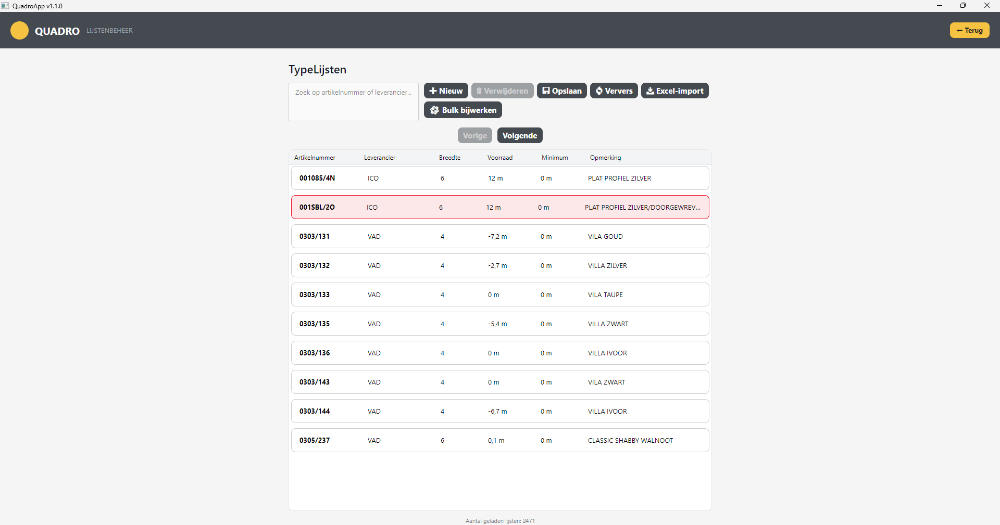 QuadroApp v1.1.0
QUADRO LIJSTENBEHEER
Terug
TypeLijsten
Zoek op artikelnummer of leverancier...
Nieuw Verwijderen Opslaan Ververs Excel-import
Bulk bijwerken
Vorige Volgende
Artikelnummer Leverancier Breedte Voorraad Minimum Opmerking
001085/4N ICO 6 12 m 0 m PLAT PROFIEL ZILVER
001SBL/2O ICO 6 12 m 0 m PLAT PROFIEL ZILVER/DOORGEWREV...
0303/131 VAD 4 -7,2 m 0 m VILA GOUD
0303/132 VAD 4 -2,7 m 0 m VILLA ZILVER
0303/133 VAD 4 0 m 0 m VILA TAUPE
0303/135 VAD 4 -5,4 m 0 m VILLA ZWART
0303/136 VAD 4 0 m 0 m VILLA IVOOR
0303/143 VAD 4 0 m 0 m VILA ZWART
0303/144 VAD 4 -6,7 m 0 m VILLA IVOOR
0305/237 VAD 6 0,1 m 0 m CLASSIC SHABBY WALNOOT
Aantal geladen lijsten: 2471